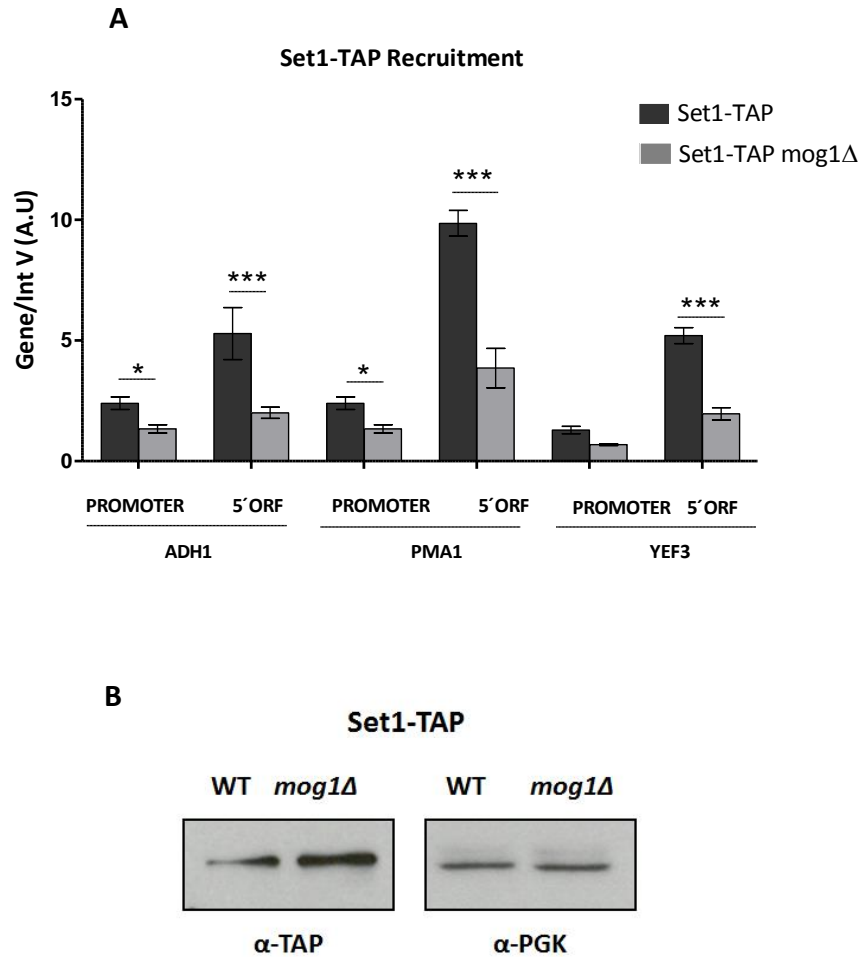 A
Set1-TAP Recruitment
Set1-TAP
Set1-TAP mog1Δ
Gene/Int V (A.U)
15
10
5
0
*
***
*
***
***
PROMOTER 5´ORF PROMOTER 5´ORF PROMOTER 5´ORF
ADH1 PMA1 YEF3
B
Set1-TAP
WT mog1Δ WT mog1Δ
α-TAP α-PGK